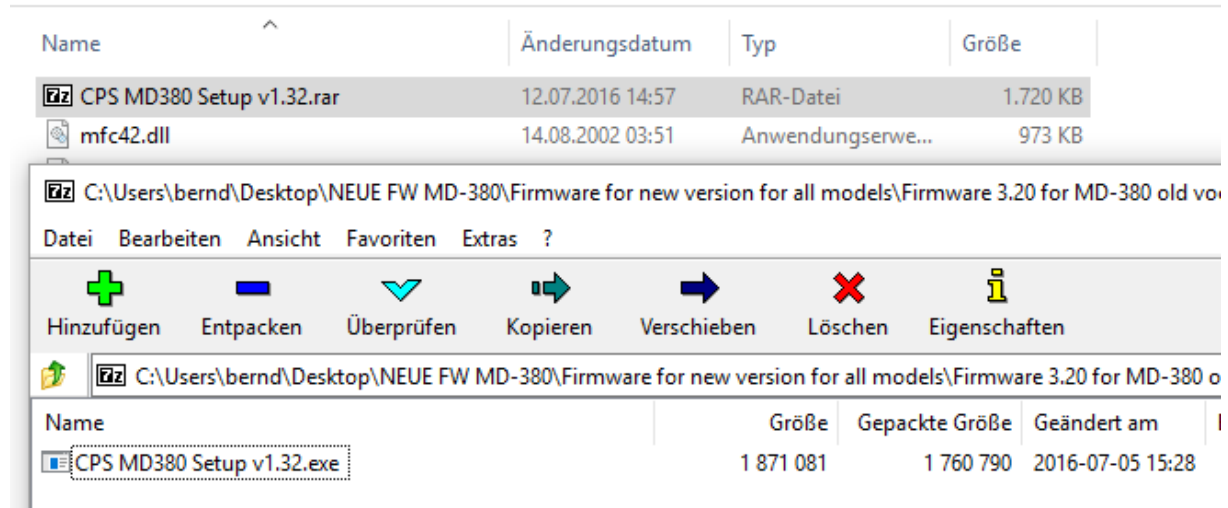 Name Änderungsdatum Typ Größe
CPS MD380 Setup v1.32.rar 12.07.2016 14:57 RAR-Datei 1.720 KB
mfc42.dll 14.08.2002 03:51 Anwendungserwe... 973 KB
C:\Users\bernd\Desktop\NEUE FW MD-380\Firmware for new version for all models\Firmware 3.20 for MD-380 old vo
Datei Bearbeiten Ansicht Favoriten Extras ?
Hinzufügen Entpacken Überprüfen Kopieren Verschieben Löschen Eigenschaften
C:\Users\bernd\Desktop\NEUE FW MD-380\Firmware for new version for all models\Firmware 3.20 for MD-380 o
Name Größe Gepackte Größe Geändert am
CPS MD380 Setup v1.32.exe 1 871 081 1 760 790 2016-07-05 15:28